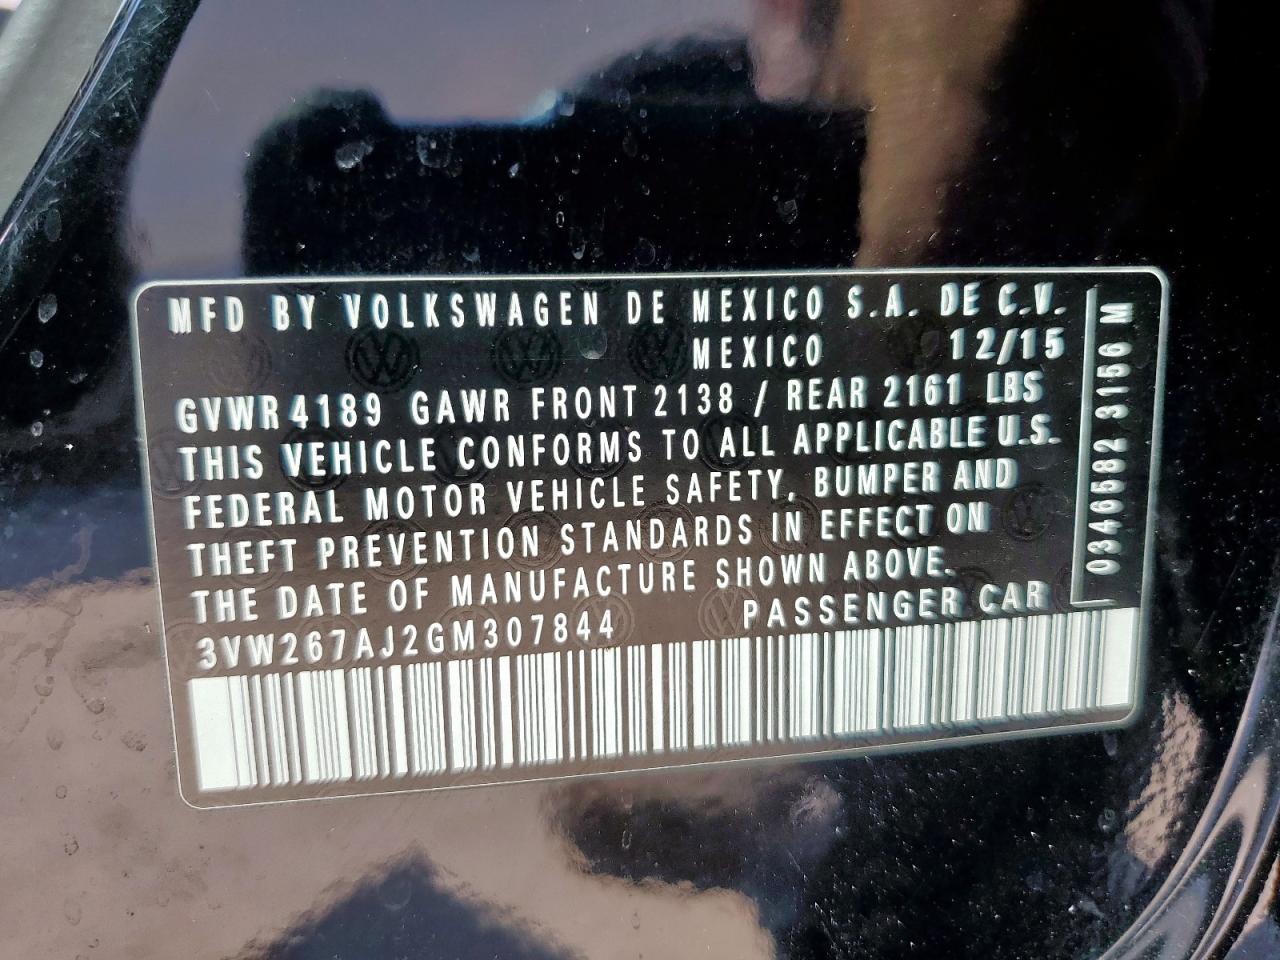 MFD BY VOLKSWAGEN DE MEXICO S.A. DE C.V.
MEXICO 12/15
GVWR 4189 GAWR FRONT 2138 / REAR 2161 LBS
THIS VEHICLE CONFORMS TO ALL APPLICABLE U.S.
FEDERAL MOTOR VEHICLE SAFETY, BUMPER AND
THEFT PREVENTION STANDARDS IN EFFECT ON
THE DATE OF MANUFACTURE SHOWN ABOVE.
3VW267AJ2GM307844 PASSENGER CAR
03465582 3156 M